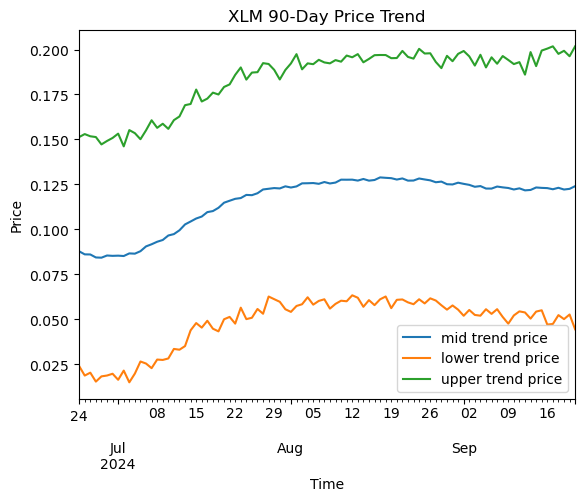 XLM 90-Day Price Trend
0.200
0.175
0.150
0.125
0.100
0.075
0.050
0.025
Price
mid trend price
lower trend price
upper trend price
24 08 15 22 29 05 12 19 26 02 09 16
Jul Aug Sep
2024
Time